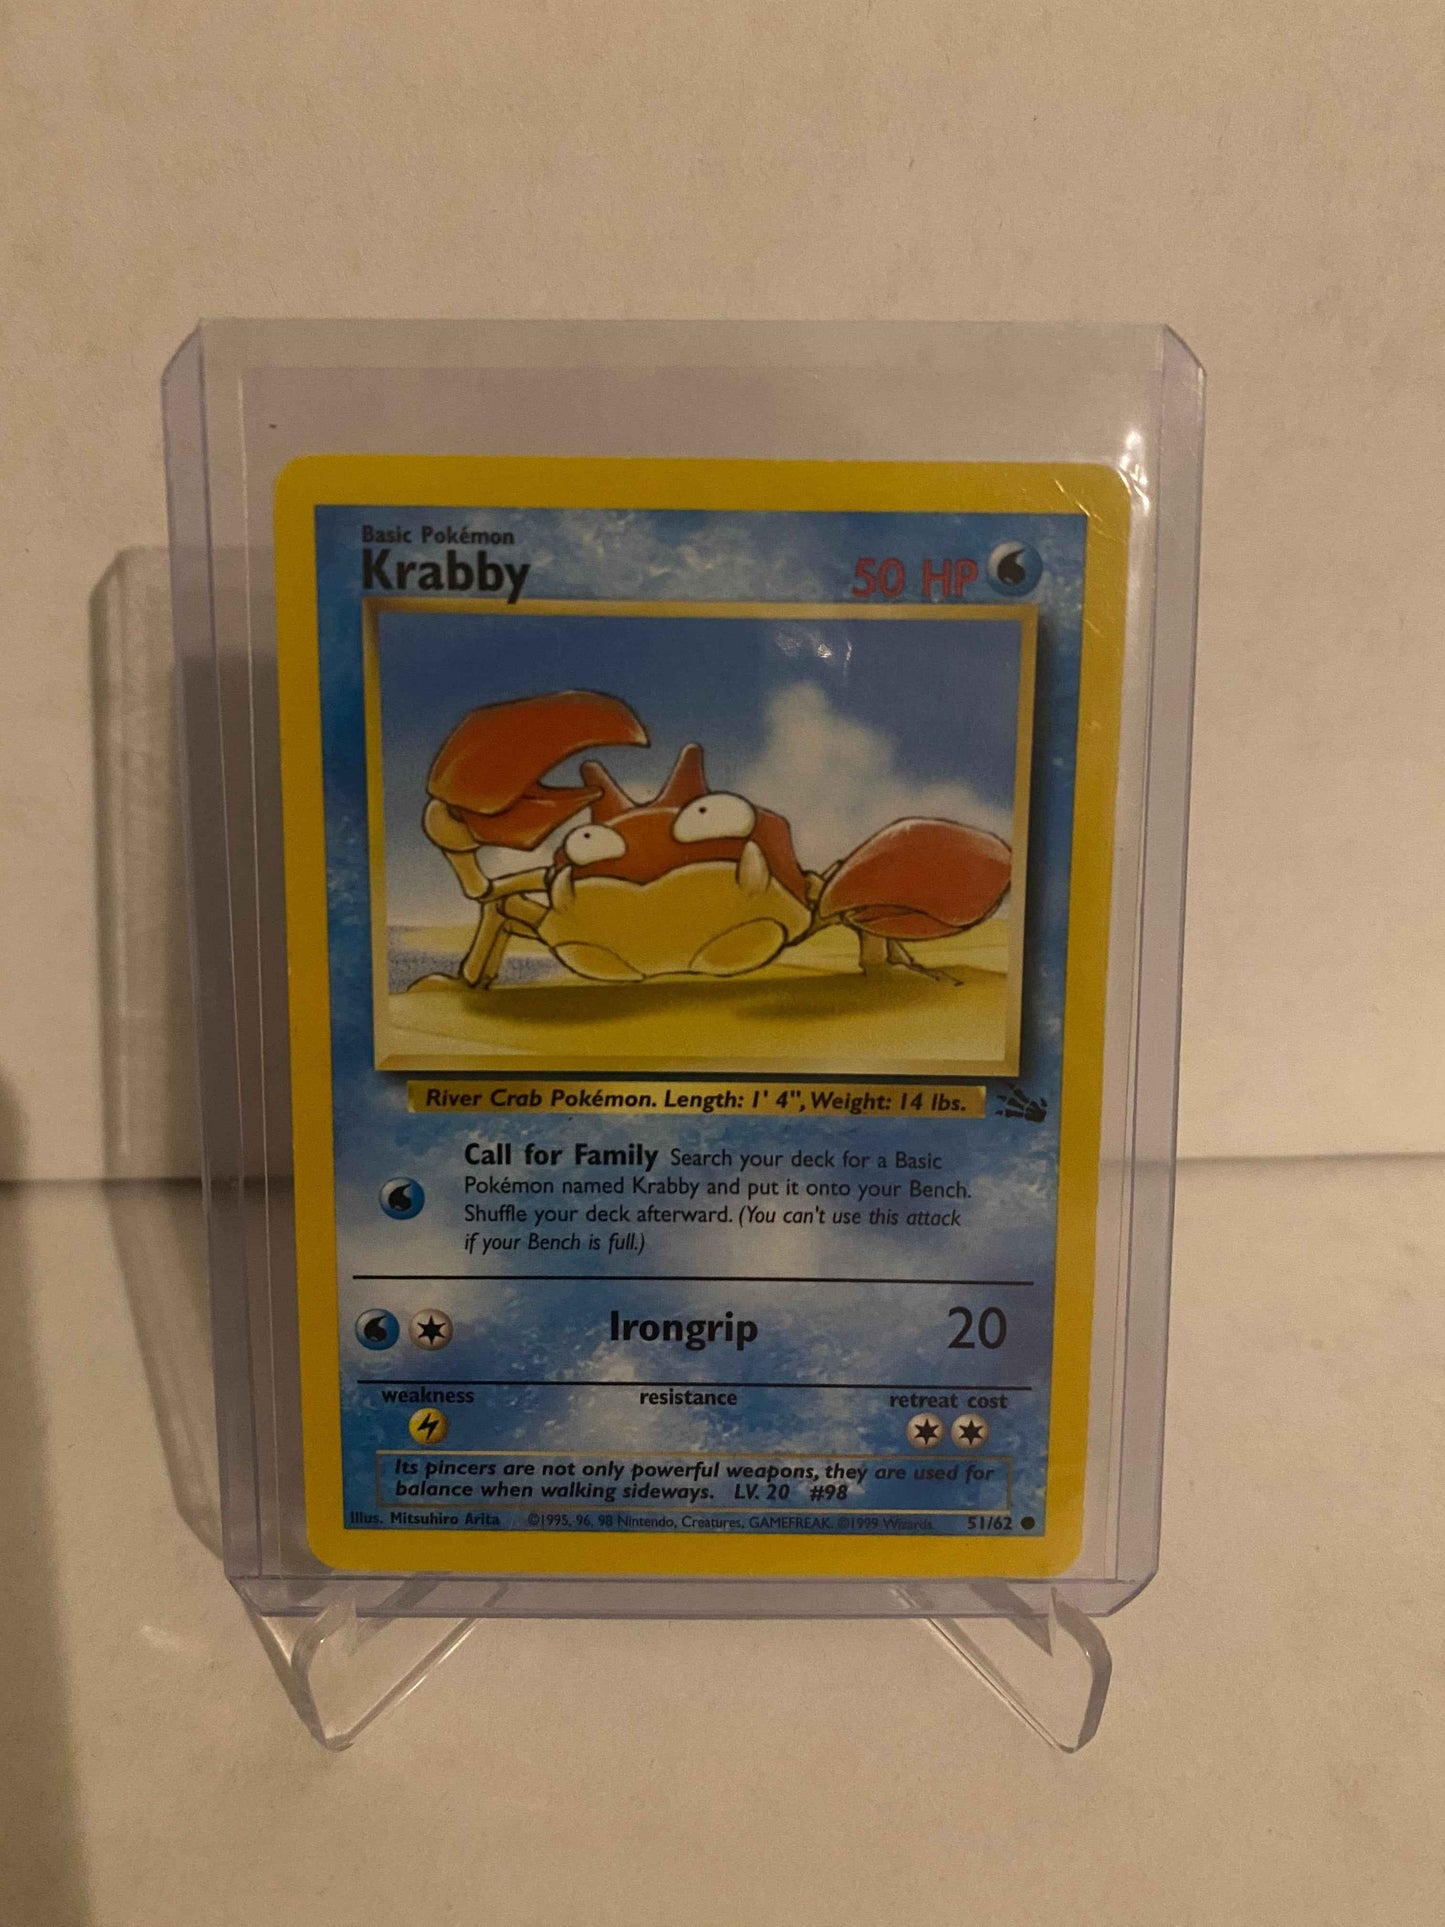 Basic Pokémon
Krabby
50 HP
River Crab Pokémon. Length: 1' 4", Weight: 14 lbs.
Call for Family Search your deck for a Basic
Pokémon named Krabby and put it onto your Bench.
Shuffle your deck afterward. (You can't use this attack
if your Bench is full.)
Irongrip 20
weakness resistance retreat cost
Its pincers are not only powerful weapons, they are used for
balance when walking sideways. LV. 20 #98
Illus. Mitsuhiro Arita ©1995, 96, 98 Nintendo, Creatures, GAMEFREAK. ©1999 Wizards. 51/62